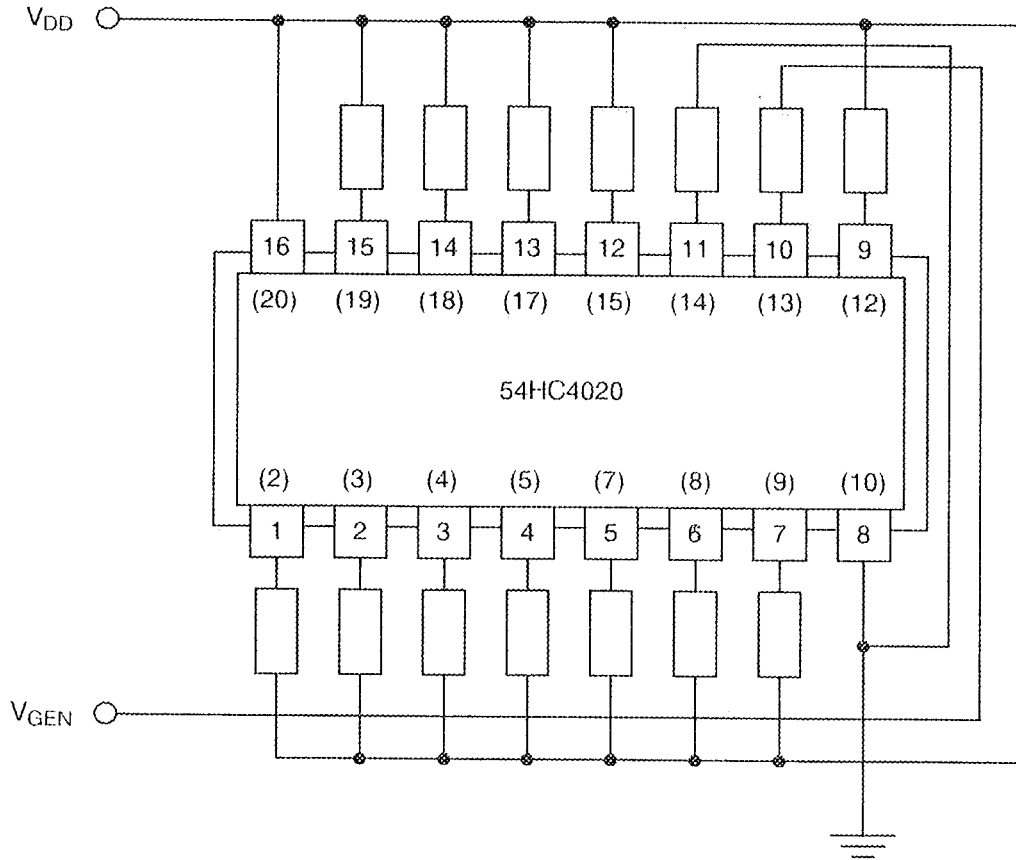 VDD
16 15 14 13 12 11 10 9
(20) (19) (18) (17) (15) (14) (13) (12)
54HC4020
(2) (3) (4) (5) (7) (8) (9) (10)
1 2 3 4 5 6 7 8
VGEN